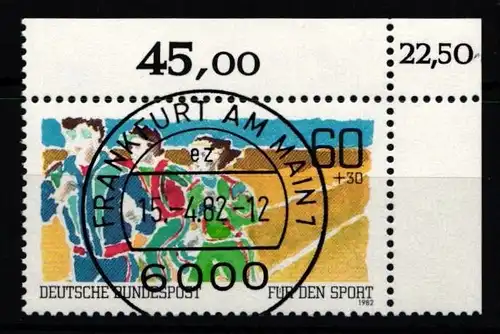 45,00
22,50
60
+30
FRANKFURT AM MAIN 1
ez
15.-4.82-12
6000
DEUTSCHE BUNDESPOST
FÜR DEN SPORT
1982